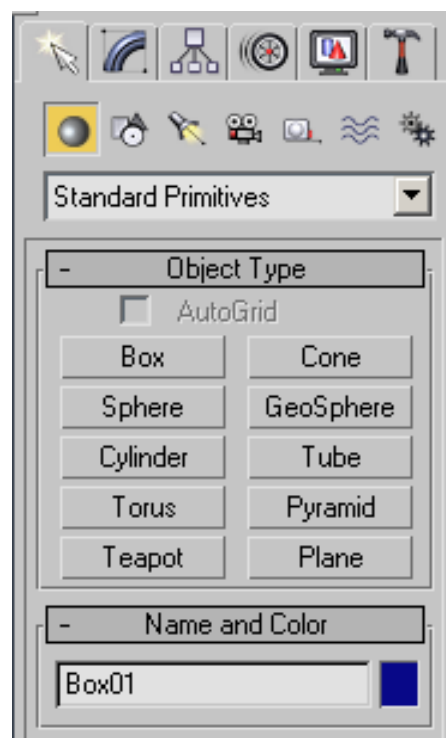 Standard Primitives
- Object Type
AutoGrid
Box Cone
Sphere GeoSphere
Cylinder Tube
Torus Pyramid
Teapot Plane
- Name and Color
Box01